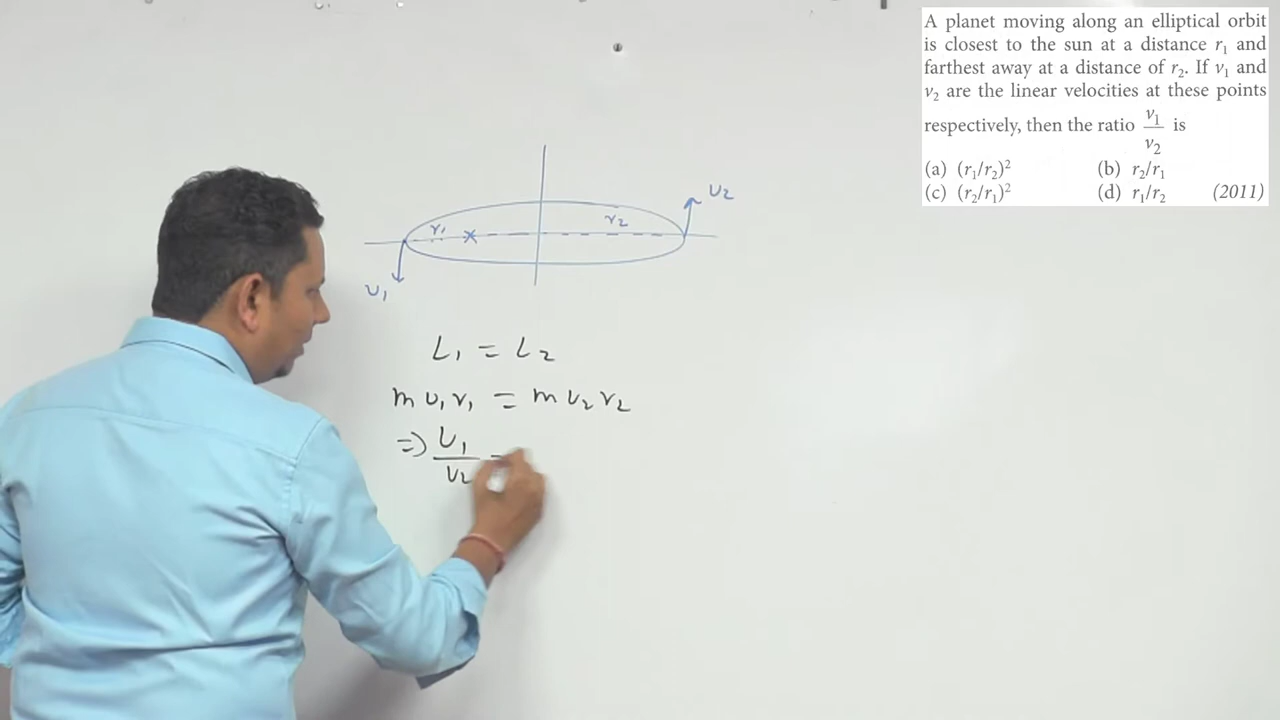 A planet moving along an elliptical orbit
is closest to the sun at a distance r₁ and
farthest away at a distance of r₂. If v₁ and
v₂ are the linear velocities at these points
respectively, then the ratio v₁/v₂ is
(a) (r₁/r₂)² (b) r₂/r₁
(c) (r₂/r₁)² (d) r₁/r₂ (2011)
v₂
r₁ r₂
v₁
L₁ = L₂
m v₁ r₁ = m v₂ r₂
⇒ v₁/v₂ =